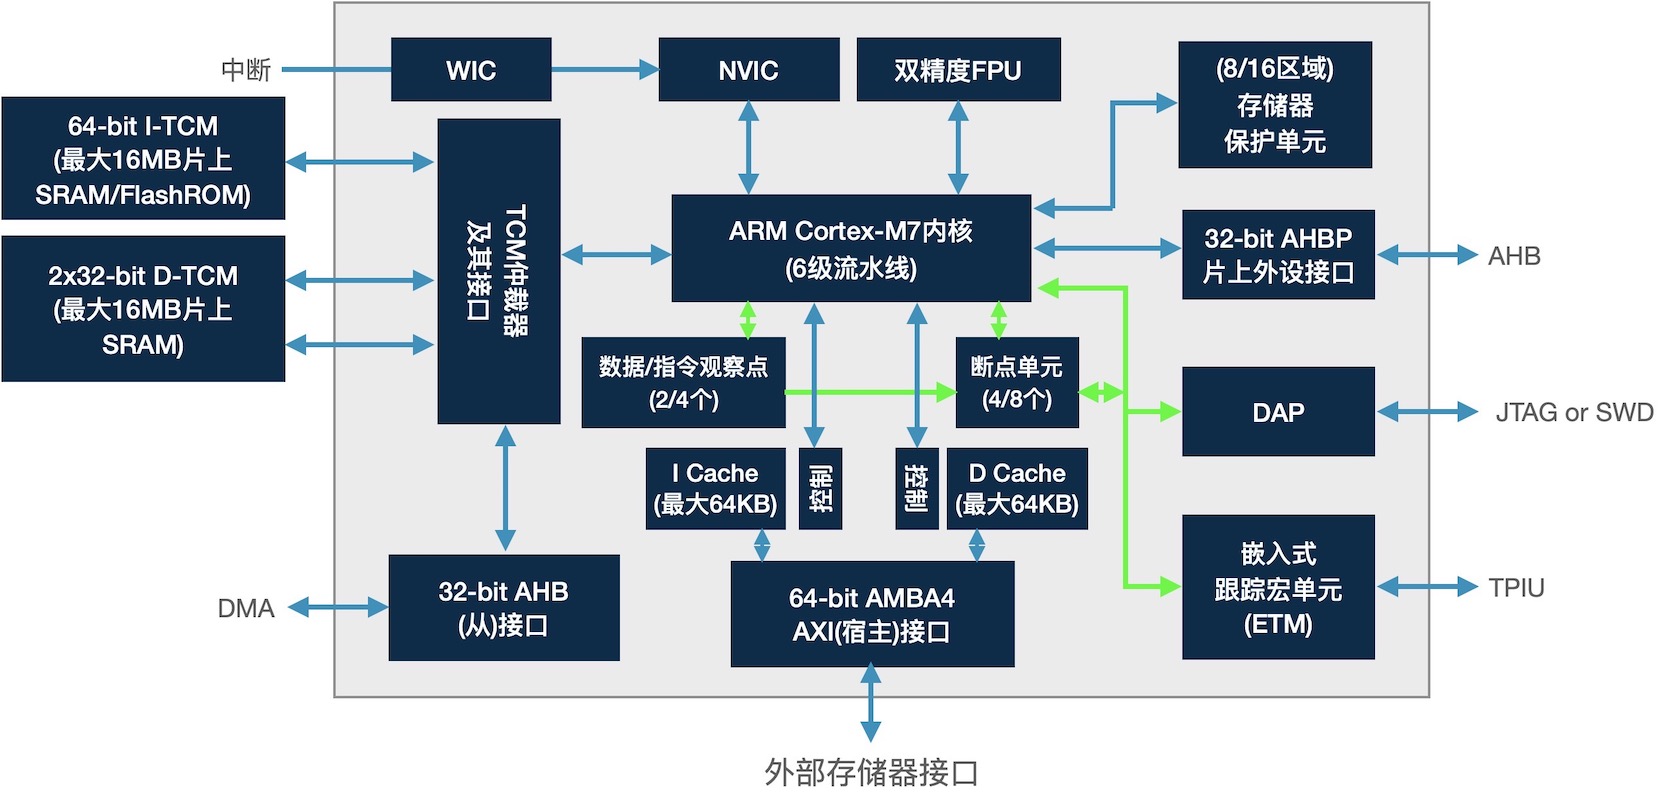 中断
WIC
NVIC
双精度FPU
(8/16区域)
存储器
保护单元
64-bit I-TCM
(最大16MB片上
SRAM/FlashROM)
2x32-bit D-TCM
(最大16MB片上
SRAM)
TCM仲裁器
及其接口
ARM Cortex-M7内核
(6级流水线)
32-bit AHBP
片上外设接口
AHB
数据/指令观察点
(2/4个)
断点单元
(4/8个)
DAP
JTAG or SWD
I Cache
(最大64KB)
控制
控制
D Cache
(最大64KB)
嵌入式
跟踪宏单元
(ETM)
TPIU
DMA
32-bit AHB
(从)接口
64-bit AMBA4
AXI(宿主)接口
外部存储器接口